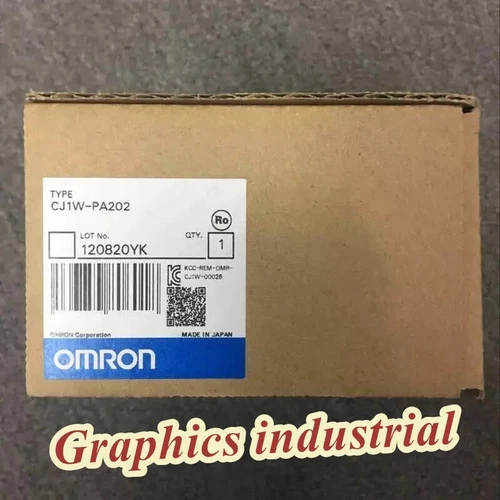 TYPE
CJ1W-PA202
Ro
LOT No.
QTY.
120820YK
1
KCC-REM-OMR-
CJ1W-00025
OMRON Corporation
MADE IN JAPAN
OMRON
Graphics industrial